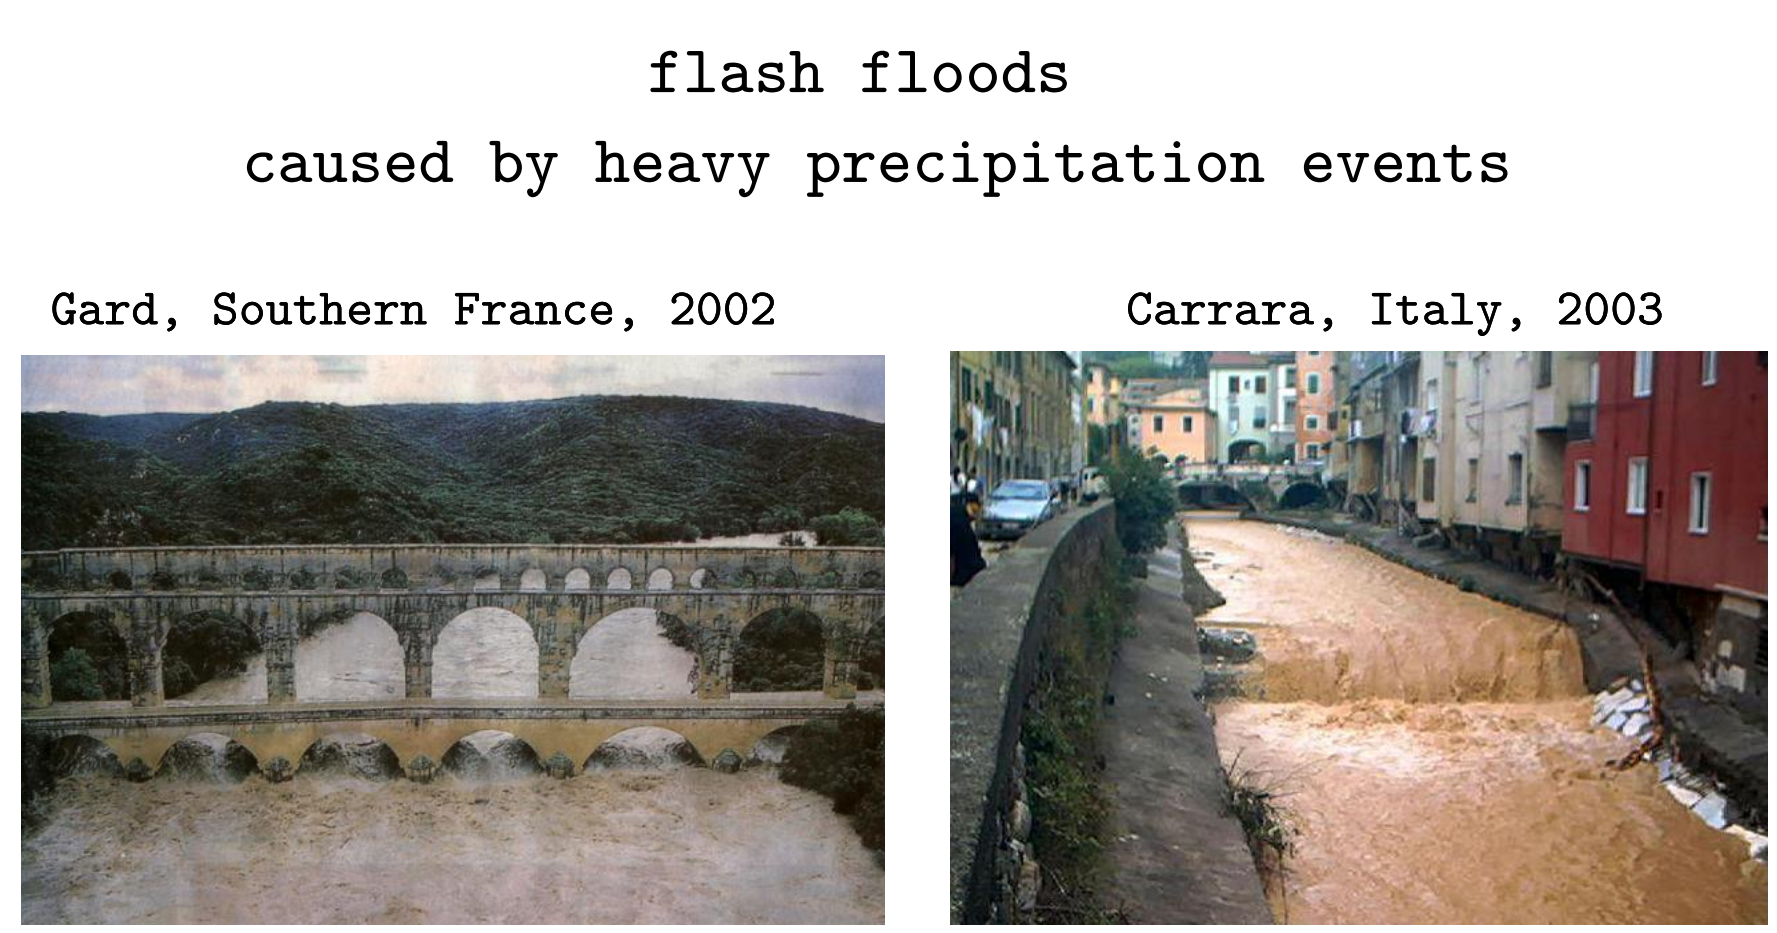 flash floods
caused by heavy precipitation events
Gard, Southern France, 2002
Carrara, Italy, 2003